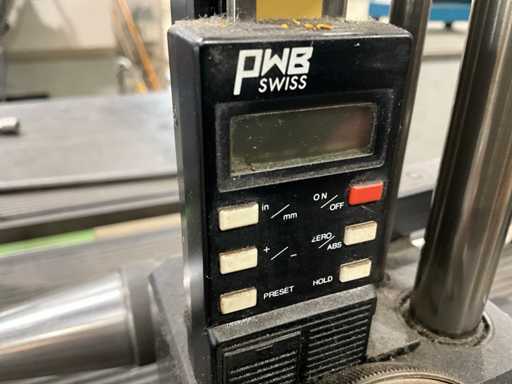 PWB
SWISS
in/mm
ON/OFF
+/-
ZERO/ABS
PRESET
HOLD